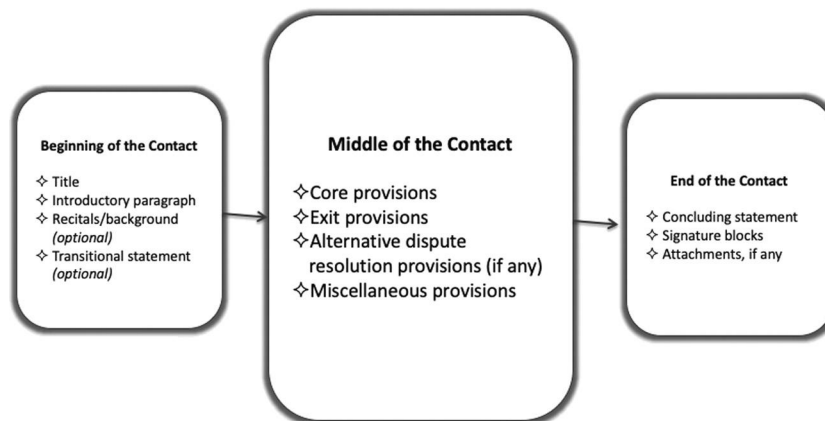 Beginning of the Contact
✧ Title
✧ Introductory paragraph
✧ Recitals/background
(optional)
✧ Transitional statement
(optional)
Middle of the Contact
✧Core provisions
✧Exit provisions
✧Alternative dispute
resolution provisions (if any)
✧Miscellaneous provisions
End of the Contact
✧ Concluding statement
✧ Signature blocks
✧ Attachments, if any